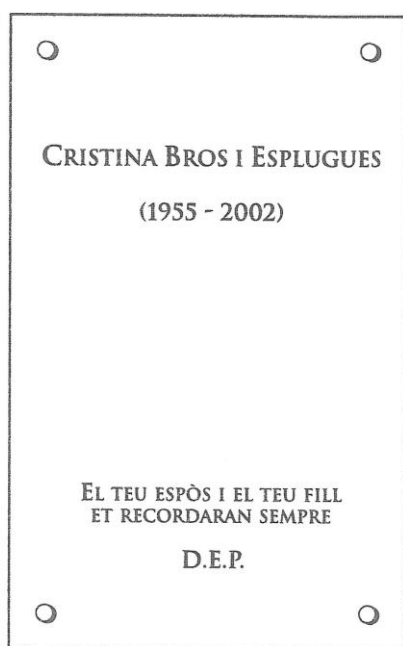 CRISTINA BROS I ESPLUGUES
(1955 - 2002)
EL TEU ESPÒS I EL TEU FILL
ET RECORDARAN SEMPRE
D.E.P.